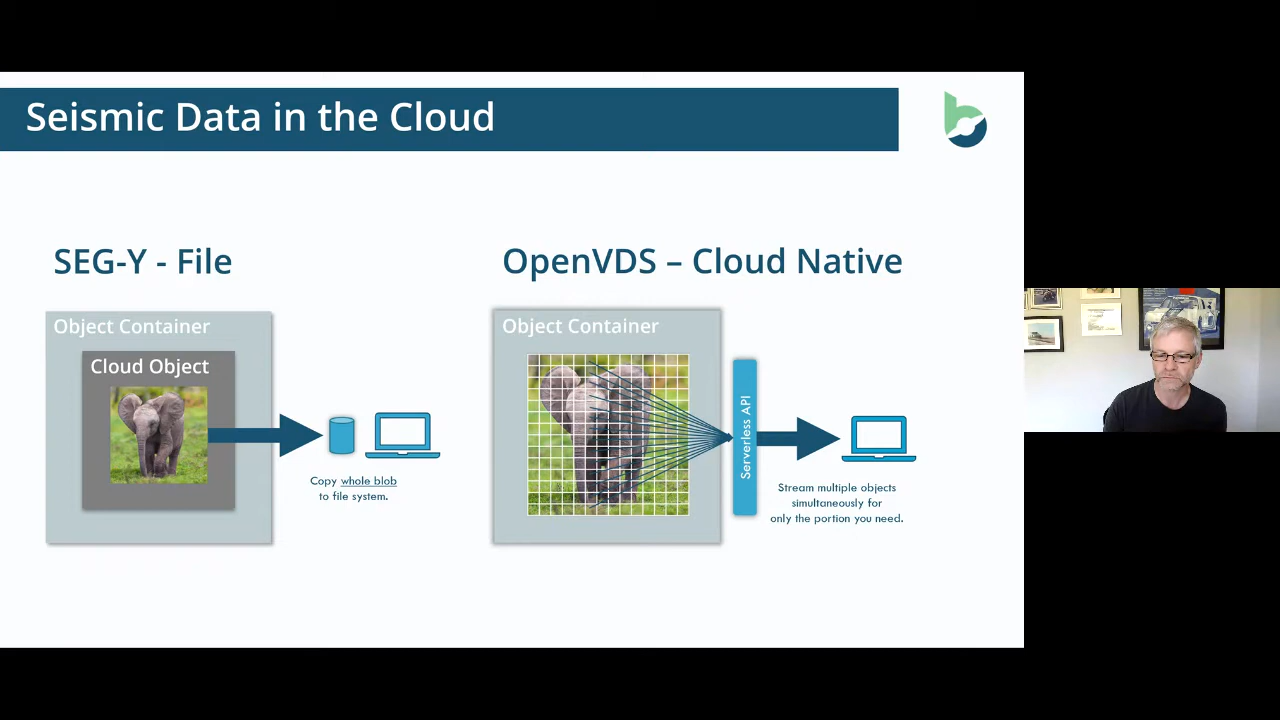 Seismic Data in the Cloud
SEG-Y - File
Object Container
Cloud Object
Copy whole blob
to file system.
OpenVDS – Cloud Native
Object Container
Serverless API
Stream multiple objects
simultaneously for
only the portion you need.